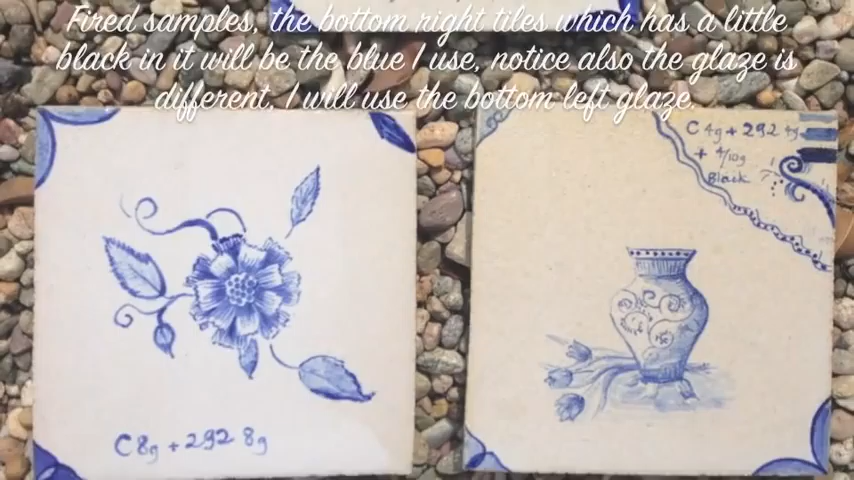 Fired samples, the bottom right tiles which has a little
black in it will be the blue I use, notice also the glaze is
different, I will use the bottom left glaze.
C 4g + 292 4g
+ 4/10g
Black
C 8g + 292 8g